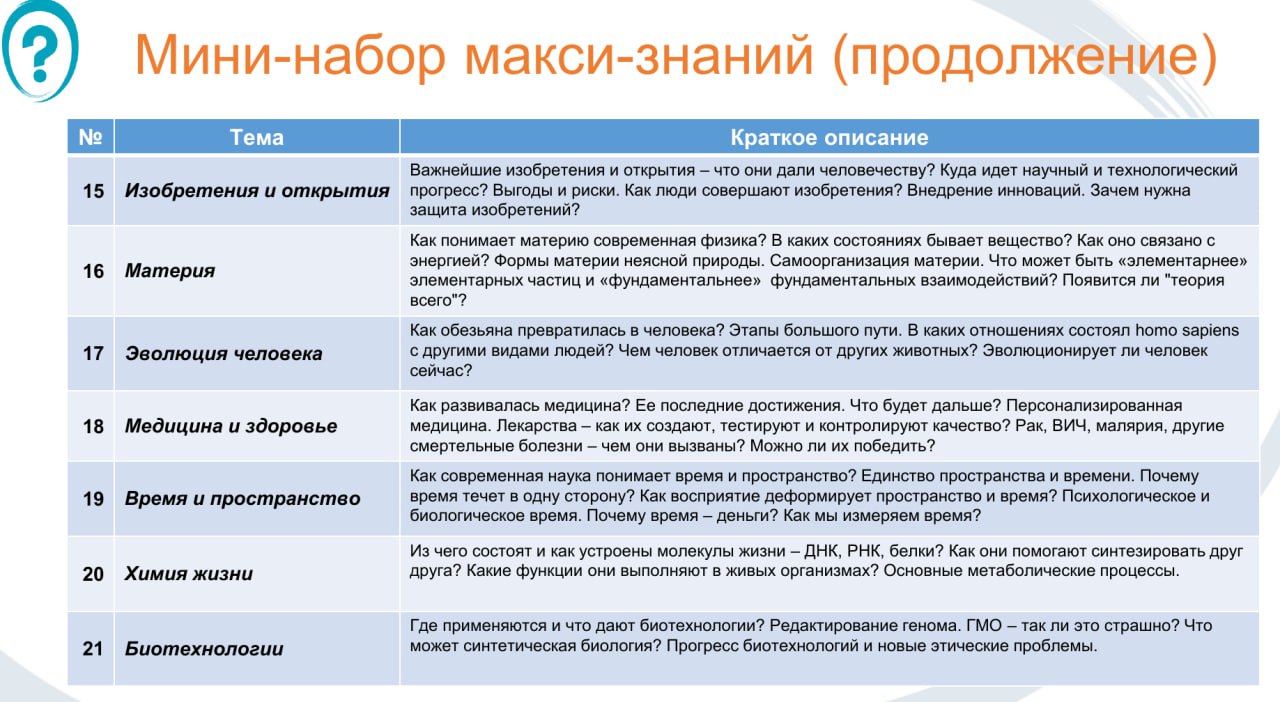 ?
Мини-набор макси-знаний (продолжение)
№
Тема
Краткое описание
15
Изобретения и открытия
Важнейшие изобретения и открытия – что они дали человечеству? Куда идет научный и технологический
прогресс? Выгоды и риски. Как люди совершают изобретения? Внедрение инноваций. Зачем нужна
защита изобретений?
16
Материя
Как понимает материю современная физика? В каких состояниях бывает вещество? Как оно связано с
энергией? Формы материи неясной природы. Самоорганизация материи. Что может быть «элементарнее»
элементарных частиц и «фундаментальнее» фундаментальных взаимодействий? Появится ли "теория
всего"?
17
Эволюция человека
Как обезьяна превратилась в человека? Этапы большого пути. В каких отношениях состоял homo sapiens
с другими видами людей? Чем человек отличается от других животных? Эволюционирует ли человек
сейчас?
18
Медицина и здоровье
Как развивалась медицина? Ее последние достижения. Что будет дальше? Персонализированная
медицина. Лекарства – как их создают, тестируют и контролируют качество? Рак, ВИЧ, малярия, другие
смертельные болезни – чем они вызваны? Можно ли их победить?
19
Время и пространство
Как современная наука понимает время и пространство? Единство пространства и времени. Почему
время течет в одну сторону? Как восприятие деформирует пространство и время? Психологическое и
биологическое время. Почему время – деньги? Как мы измеряем время?
20
Химия жизни
Из чего состоят и как устроены молекулы жизни – ДНК, РНК, белки? Как они помогают синтезировать друг
друга? Какие функции они выполняют в живых организмах? Основные метаболические процессы.
21
Биотехнологии
Где применяются и что дают биотехнологии? Редактирование генома. ГМО – так ли это страшно? Что
может синтетическая биология? Прогресс биотехнологий и новые этические проблемы.